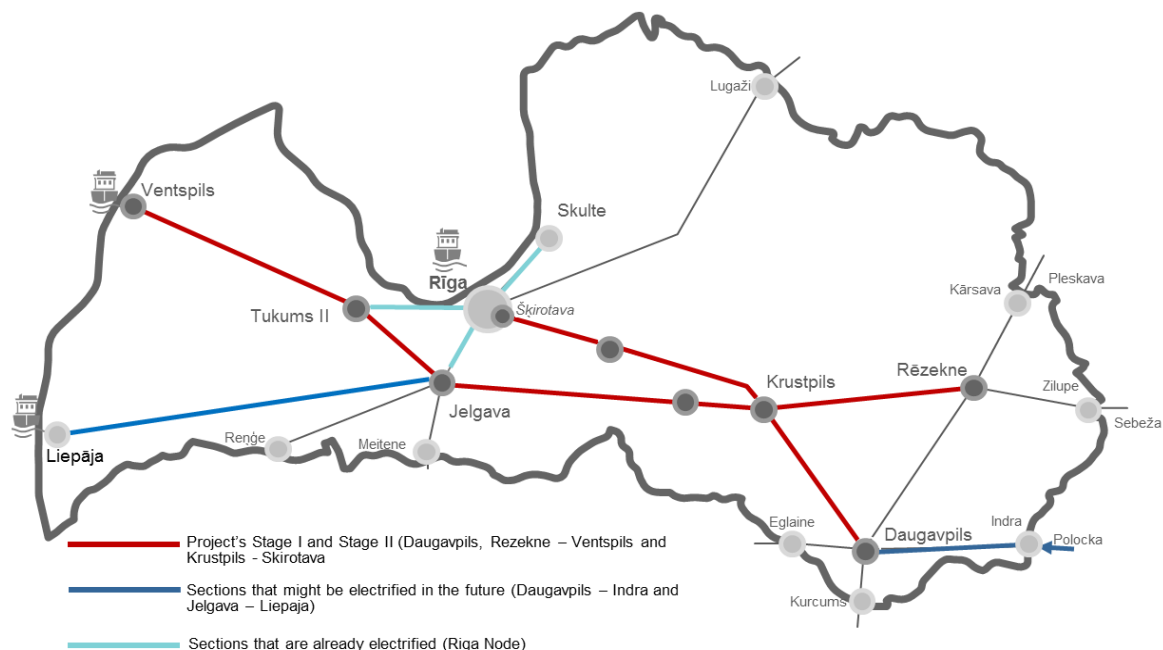 Lugaži
Ventspils
Skulte
Rīga
Pleskava
Kārsava
Šķirotava
Tukums II
Rēzekne
Krustpils
Zilupe
Jelgava
Sebeža
Reņģe
Meitene
Liepāja
Eglaine
Daugavpils
Indra
Polocka
Kurcums
Project's Stage I and Stage II (Daugavpils, Rezekne – Ventspils and
Krustpils - Skirotava
Sections that might be electrified in the future (Daugavpils – Indra and
Jelgava – Liepaja)
Sections that are already electrified (Riga Node)